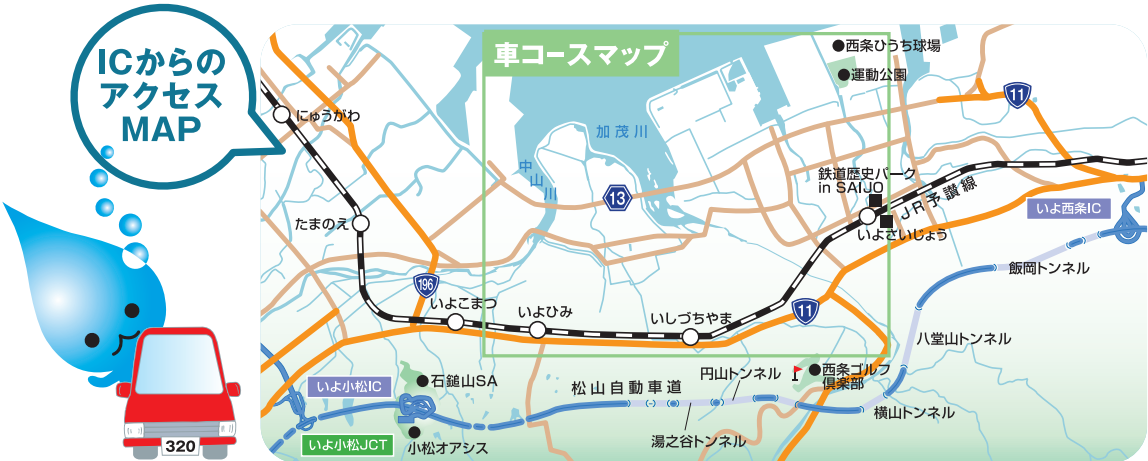 ICからの
アクセス
MAP
車コースマップ
西条ひうち球場
運動公園
11
にゅうがわ
加茂川
中山川
13
鉄道歴史パーク
in SAIJO
JR予讃線
いよ西条IC
たまのえ
いよさいじょう
飯岡トンネル
196
いよこまつ
いよひみ
いしづちやま
11
八堂山トンネル
石鎚山SA
いよ小松IC
松山自動車道
円山トンネル
西条ゴルフ
倶楽部
横山トンネル
湯之谷トンネル
いよ小松JCT
小松オアシス
320